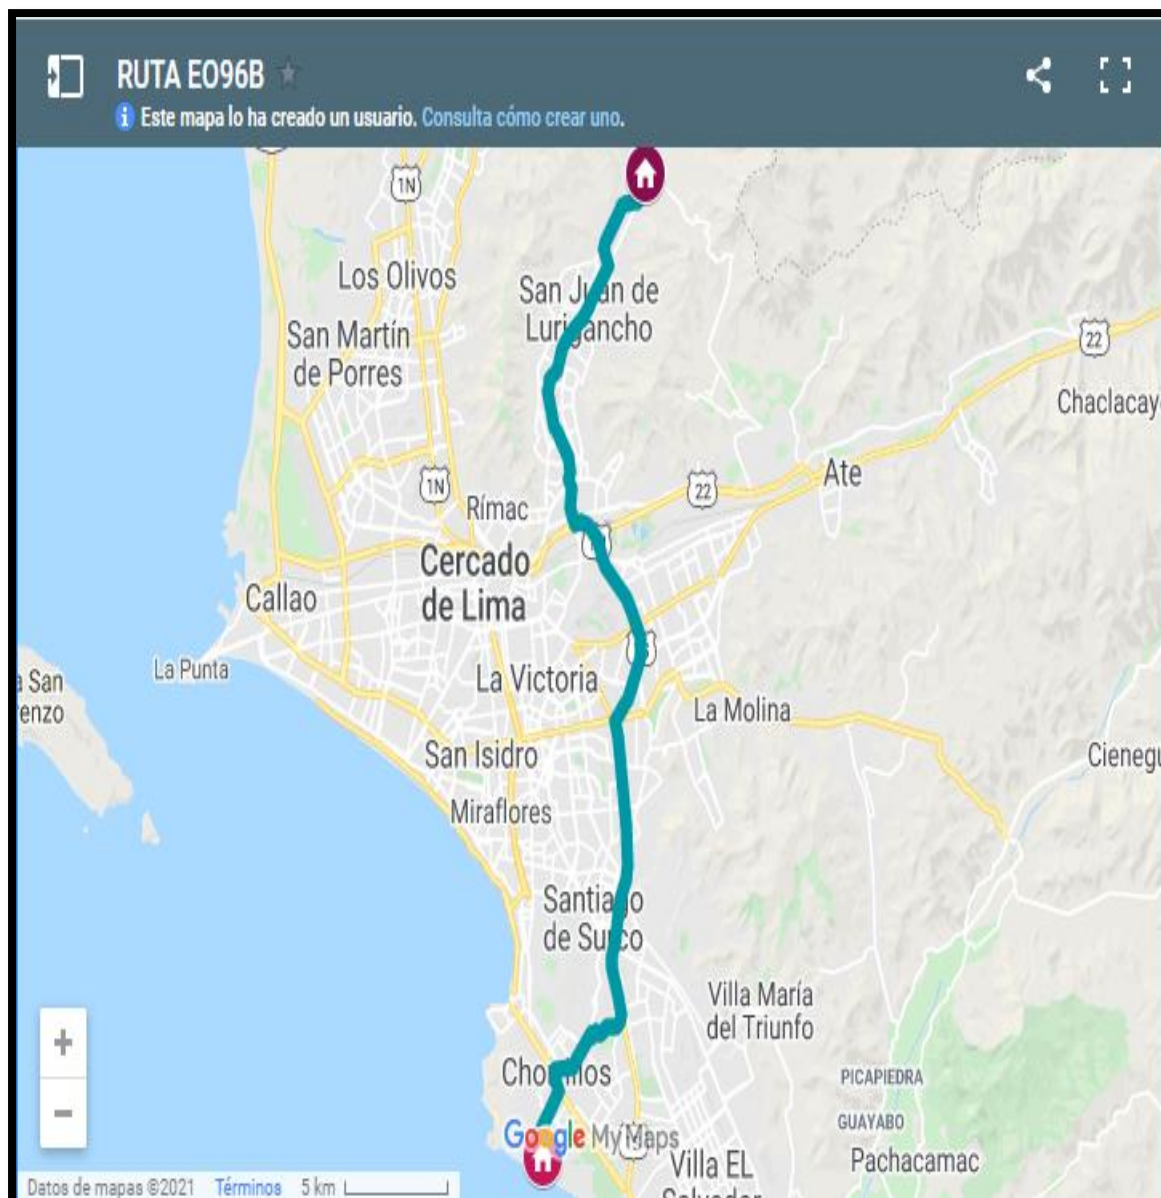 RUTA EO96B
Este mapa lo ha creado un usuario. Consulta cómo crear uno.
1N
Los Olivos
San Juan de
Lurigancho
San Martín
de Porres
22
Chaclacay
1N
22
Ate
Rímac
Cercado
de Lima
Callao
La Punta
La Victoria
a San
enzo
La Molina
San Isidro
Cienegu
Miraflores
Santiago
de Surco
Villa María
del Triunfo
Chorrillos
PICAPIEDRA
GUAYABO
Google My Maps
Villa EL
Salvador
Pachacamac
Datos de mapas ©2021 Términos 5 km